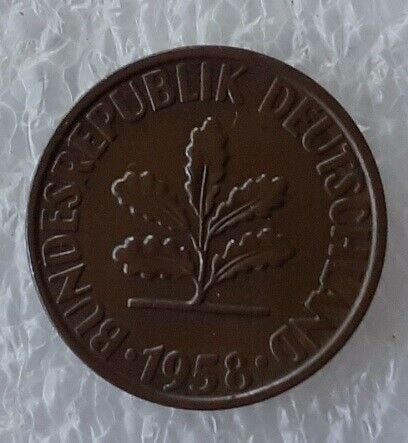 BUNDESREPUBLIK DEUTSCHLAND
· 1958 ·